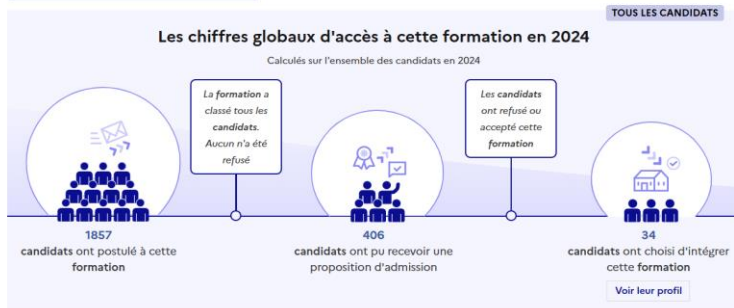 TOUS LES CANDIDATS
Les chiffres globaux d'accès à cette formation en 2024
Calculés sur l'ensemble des candidats en 2024
La formation a
classé tous les
candidats.
Aucun n'a été
refusé
Les candidats
ont refusé ou
accepté cette
formation
1857
candidats ont postulé à cette
formation
406
candidats ont pu recevoir une
proposition d'admission
34
candidats ont choisi d'intégrer
cette formation
Voir leur profil